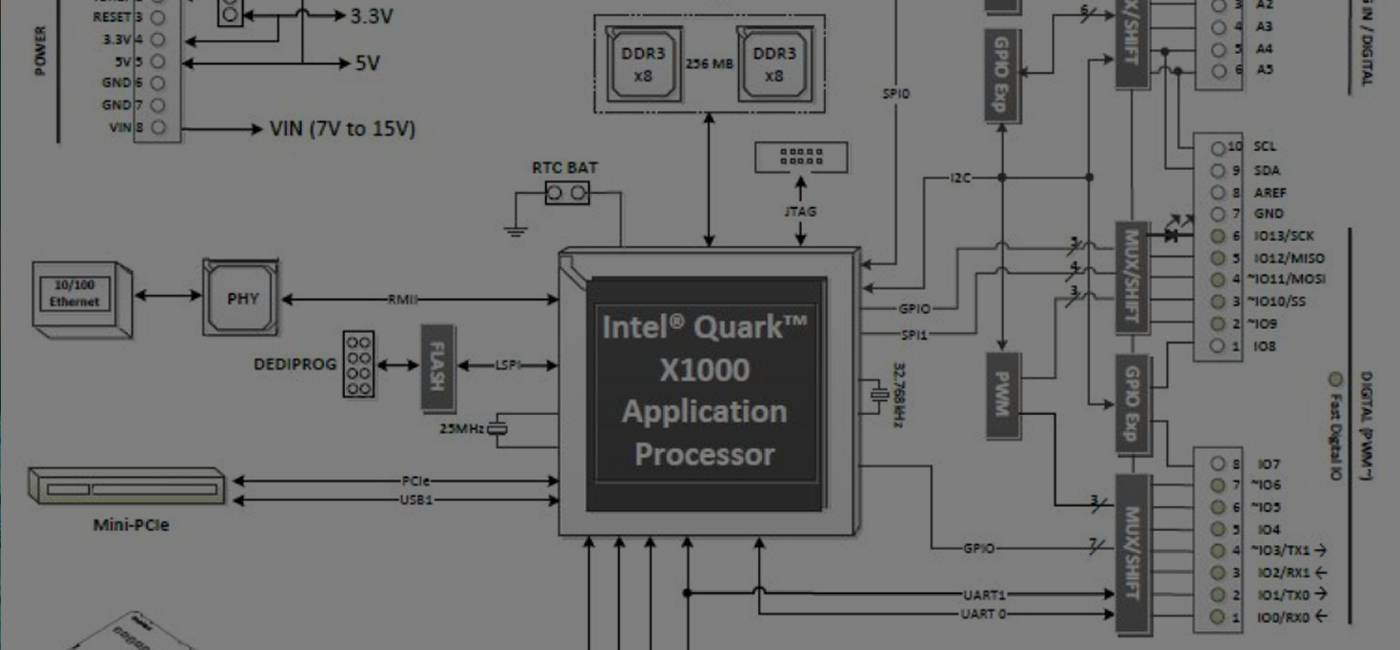 RESET 3
3.3V 4
5V 5
GND 6
GND 7
VIN 8
POWER
3.3V
5V
VIN (7V to 15V)
DDR3
x8
256 MB
DDR3
x8
RTC BAT
JTAG
SPI0
I2C
GPIO Exp
6
MUX/SHIFT
3 A2
4 A3
5 A4
6 A5
DIGITAL
10 SCL
9 SDA
8 AREF
7 GND
6 IO13/SCK
5 IO12/MISO
4 ~IO11/MOSI
3 ~IO10/SS
2 ~IO9
1 IO8
MUX/SHIFT
5
4
3
GPIO
SPI1
32.768kHz
10/100
Ethernet
PHY
RMII
DEDIPROG
FLASH
LSPI
25MHz
Intel® Quark™
X1000
Application
Processor
PCIe
USB1
Mini-PCIe
PWM
GPIO Exp
Fast Digital IO
DIGITAL (PWM~)
8 IO7
7 ~IO6
6 ~IO5
5 IO4
4 ~IO3/TX1
3 IO2/RX1
2 IO1/TX0
1 IO0/RX0
MUX/SHIFT
3
GPIO
7
UART1
UART 0